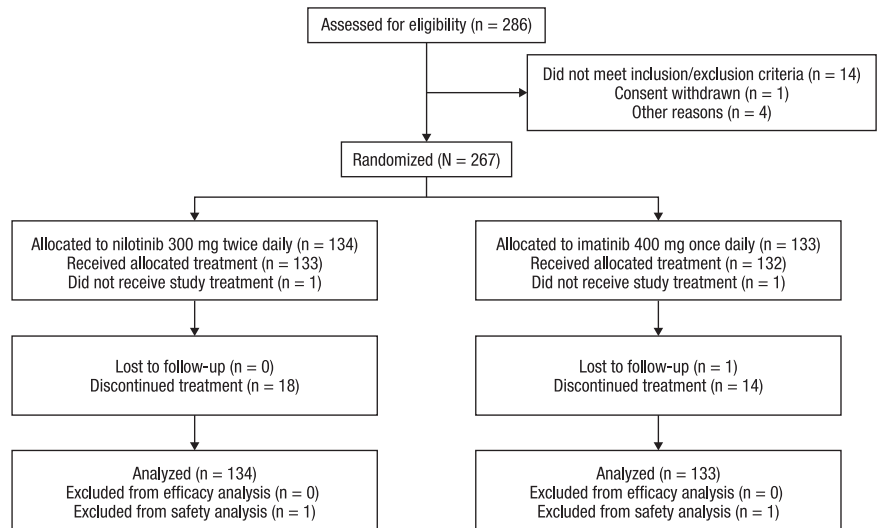 Assessed for eligibility (n = 286)
Did not meet inclusion/exclusion criteria (n = 14)
Consent withdrawn (n = 1)
Other reasons (n = 4)
Randomized (N = 267)
Allocated to nilotinib 300 mg twice daily (n = 134)
Received allocated treatment (n = 133)
Did not receive study treatment (n = 1)
Allocated to imatinib 400 mg once daily (n = 133)
Received allocated treatment (n = 132)
Did not receive study treatment (n = 1)
Lost to follow-up (n = 0)
Discontinued treatment (n = 18)
Lost to follow-up (n = 1)
Discontinued treatment (n = 14)
Analyzed (n = 134)
Excluded from efficacy analysis (n = 0)
Excluded from safety analysis (n = 1)
Analyzed (n = 133)
Excluded from efficacy analysis (n = 0)
Excluded from safety analysis (n = 1)